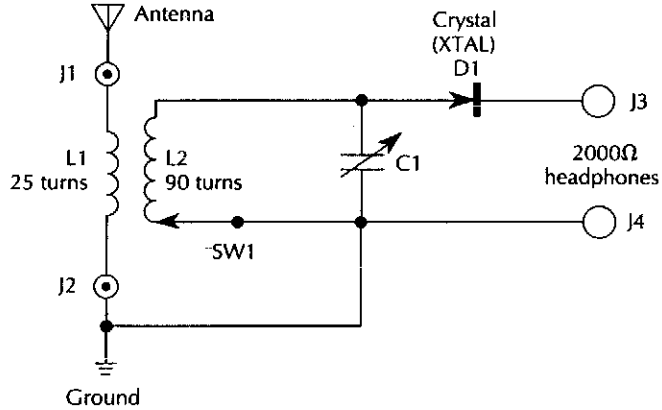 Antenna
Crystal
(XTAL)
D1
J1
J3
L1
25 turns
L2
90 turns
C1
2000Ω
headphones
SW1
J4
J2
Ground